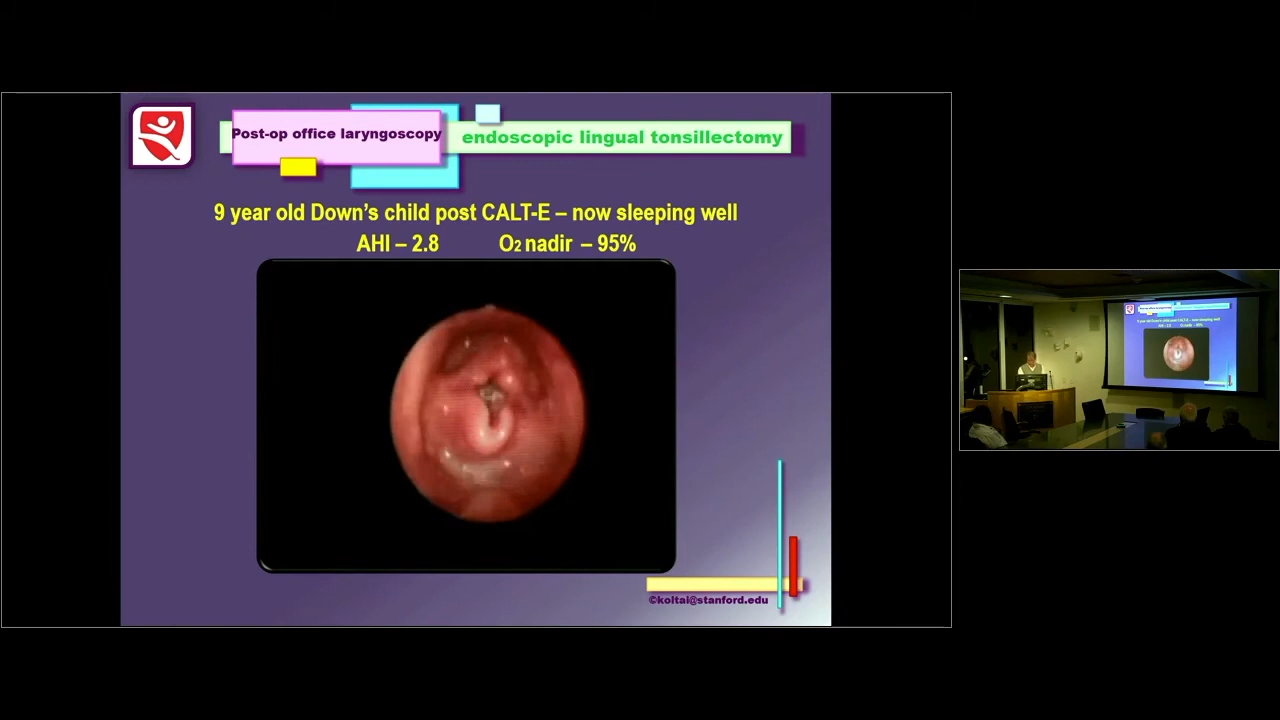 Post-op office laryngoscopy
endoscopic lingual tonsillectomy
9 year old Down’s child post CALT-E – now sleeping well
AHI – 2.8 O2 nadir – 95%
©koltai@stanford.edu